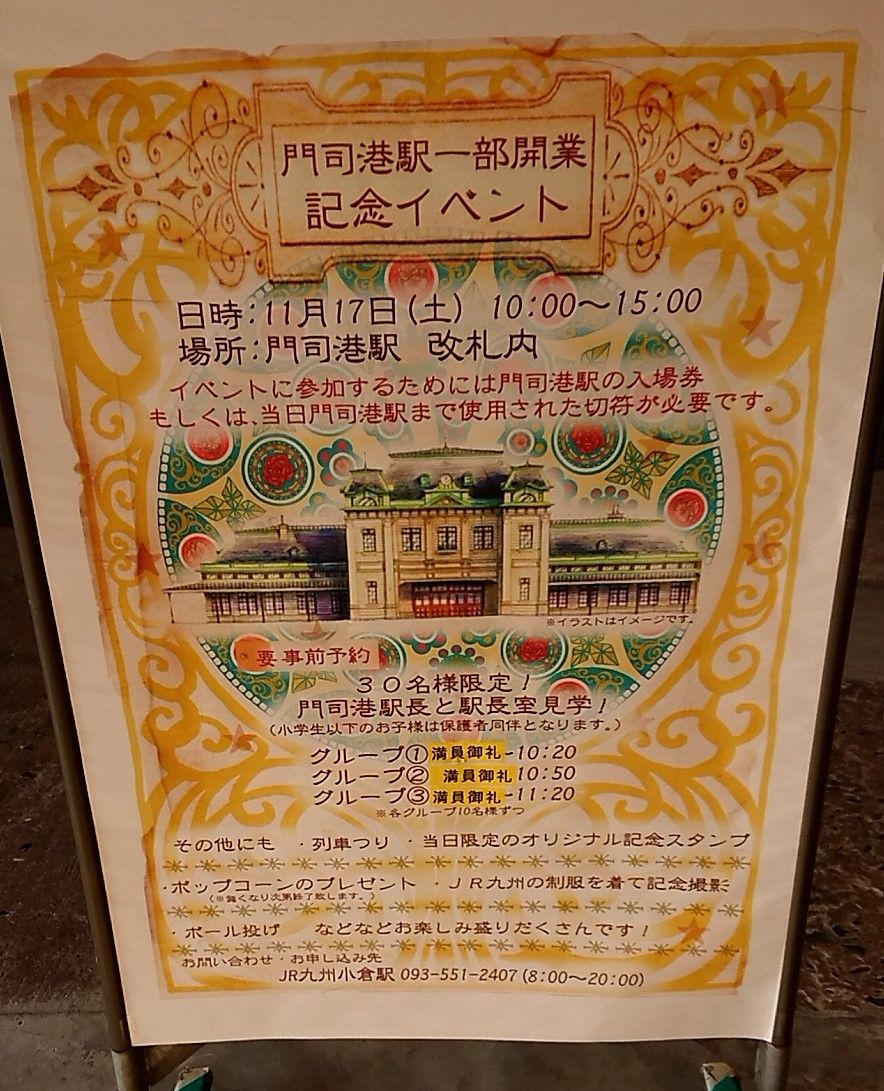 門司港駅一部開業
記念イベント
日時:11月17日(土) 10:00～15:00
場所:門司港駅 改札内
イベントに参加するためには門司港駅の入場券
もしくは、当日門司港駅まで使用された切符が必要です。
※イラストはイメージです。
要事前予約
30名様限定!
門司港駅長と駅長室見学!
(小学生以下のお子様は保護者同伴となります。)
グループ① 満員御礼-10:20
グループ② 満員御礼 10:50
グループ③ 満員御礼-11:20
※各グループ10名様ずつ
その他にも ・列車つり ・当日限定のオリジナル記念スタンプ
・ポップコーンのプレゼント ・JR九州の制服を着て記念撮影
(※無くなり次第終了致します。)
・ボール投げ などなどお楽しみ盛りだくさんです!
お問い合わせ・お申し込み先
JR九州小倉駅 093-551-2407 (8:00～20:00)